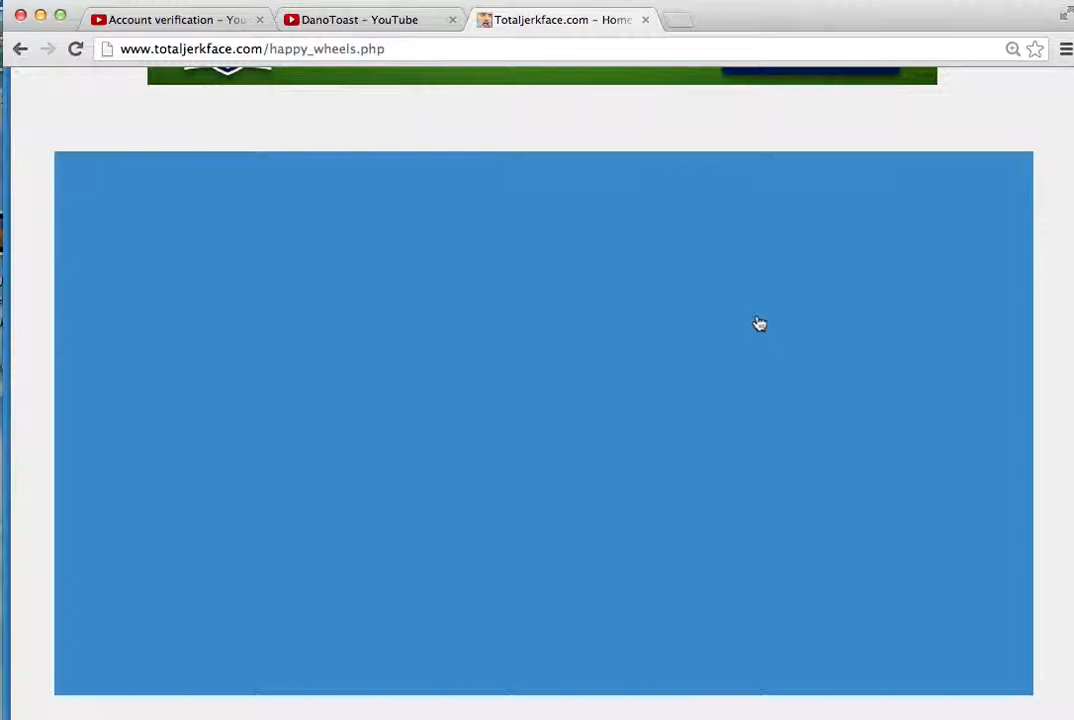 Account verification – You
DanoToast – YouTube
Totaljerkface.com – Home
www.totaljerkface.com/happy_wheels.php